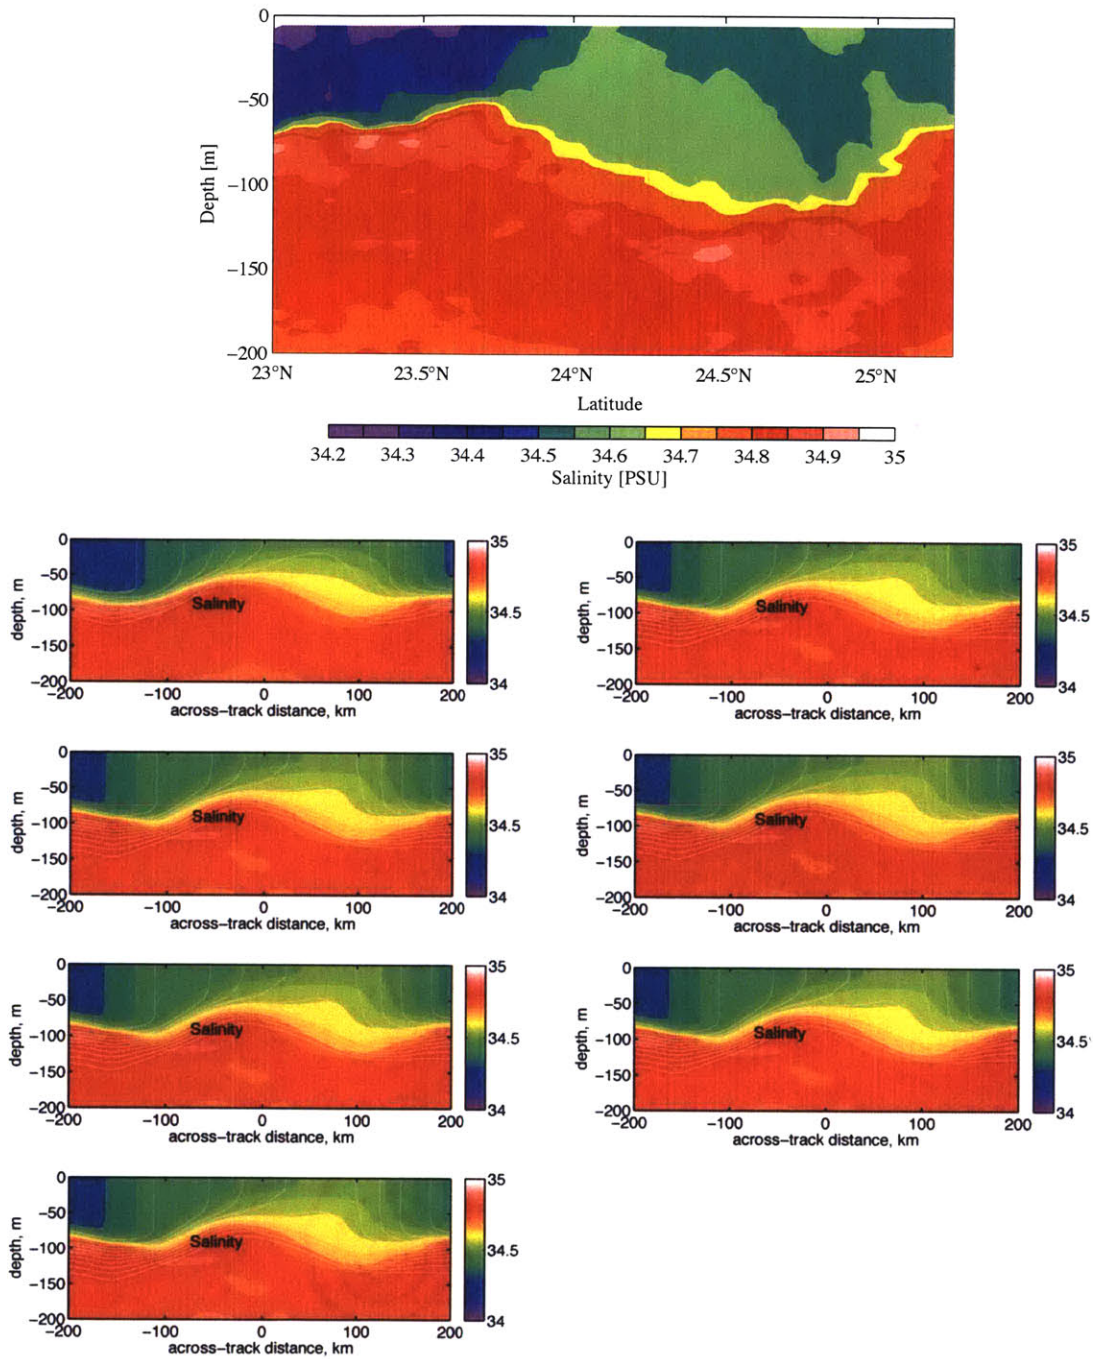 0
−50
−100
−150
−200
Depth [m]
23°N 23.5°N 24°N 24.5°N 25°N
Latitude
34.2 34.3 34.4 34.5 34.6 34.7 34.8 34.9 35
Salinity [PSU]
0
−50
−100
−150
−200
depth, m
Salinity
−200 −100 0 100 200
across−track distance, km
35
34.5
34
0
−50
−100
−150
−200
depth, m
Salinity
−200 −100 0 100 200
across−track distance, km
35
34.5
34
0
−50
−100
−150
−200
depth, m
Salinity
−200 −100 0 100 200
across−track distance, km
35
34.5
34
0
−50
−100
−150
−200
depth, m
Salinity
−200 −100 0 100 200
across−track distance, km
35
34.5
34
0
−50
−100
−150
−200
depth, m
Salinity
−200 −100 0 100 200
across−track distance, km
35
34.5
34
0
−50
−100
−150
−200
depth, m
Salinity
−200 −100 0 100 200
across−track distance, km
35
34.5
34
0
−50
−100
−150
−200
depth, m
Salinity
−200 −100 0 100 200
across−track distance, km
35
34.5
34